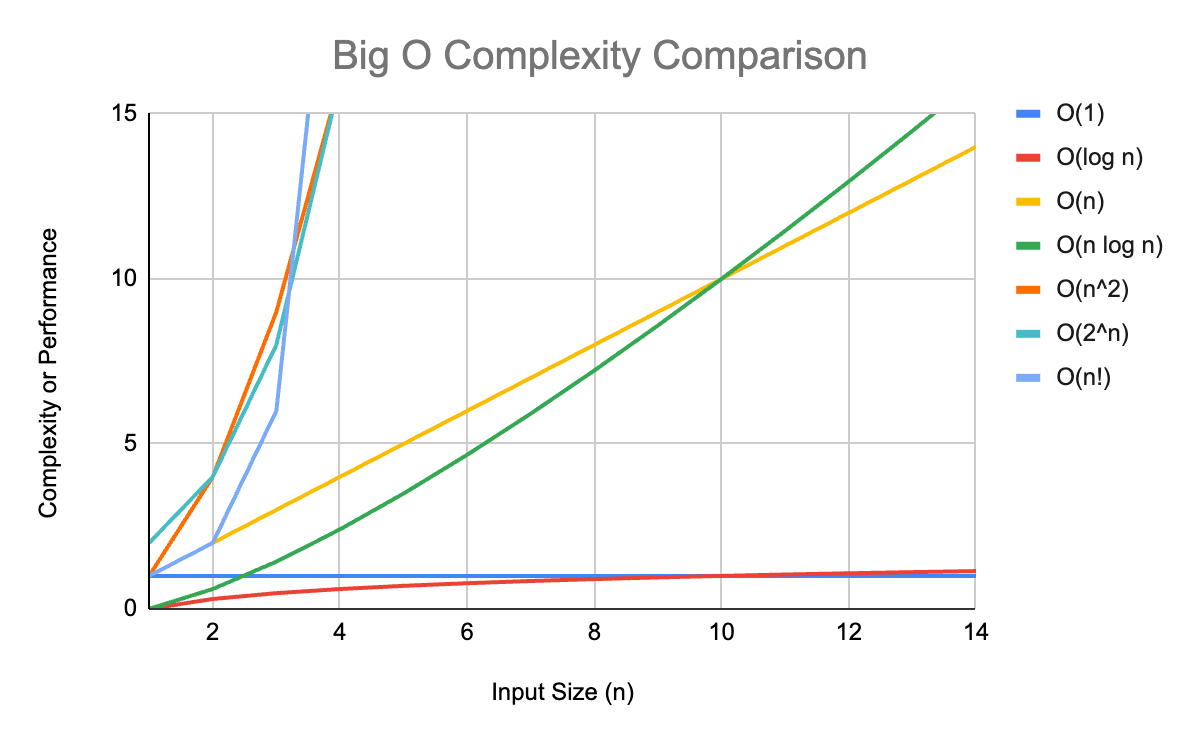 Big O Complexity Comparison
15
10
5
0
Complexity or Performance
2 4 6 8 10 12 14
Input Size (n)
O(1)
O(log n)
O(n)
O(n log n)
O(n^2)
O(2^n)
O(n!)